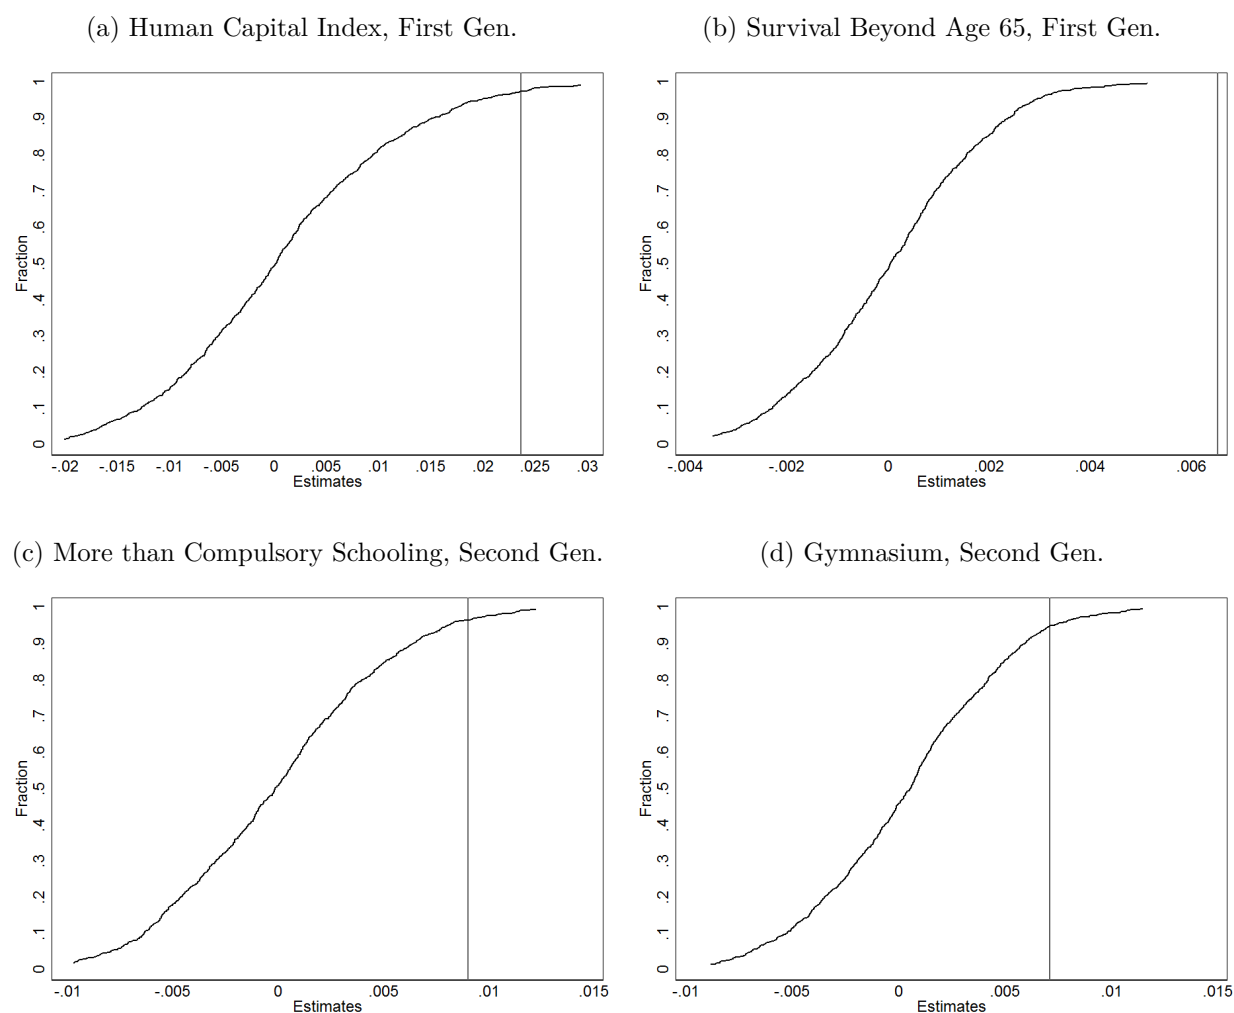 (a) Human Capital Index, First Gen.
Fraction
1
.9
.8
.7
.6
.5
.4
.3
.2
.1
0
-.02 -.015 -.01 -.005 0 .005 .01 .015 .02 .025 .03
Estimates
(b) Survival Beyond Age 65, First Gen.
Fraction
1
.9
.8
.7
.6
.5
.4
.3
.2
.1
0
-.004 -.002 0 .002 .004 .006
Estimates
(c) More than Compulsory Schooling, Second Gen.
Fraction
1
.9
.8
.7
.6
.5
.4
.3
.2
.1
0
-.01 -.005 0 .005 .01 .015
Estimates
(d) Gymnasium, Second Gen.
Fraction
1
.9
.8
.7
.6
.5
.4
.3
.2
.1
0
-.01 -.005 0 .005 .01 .015
Estimates